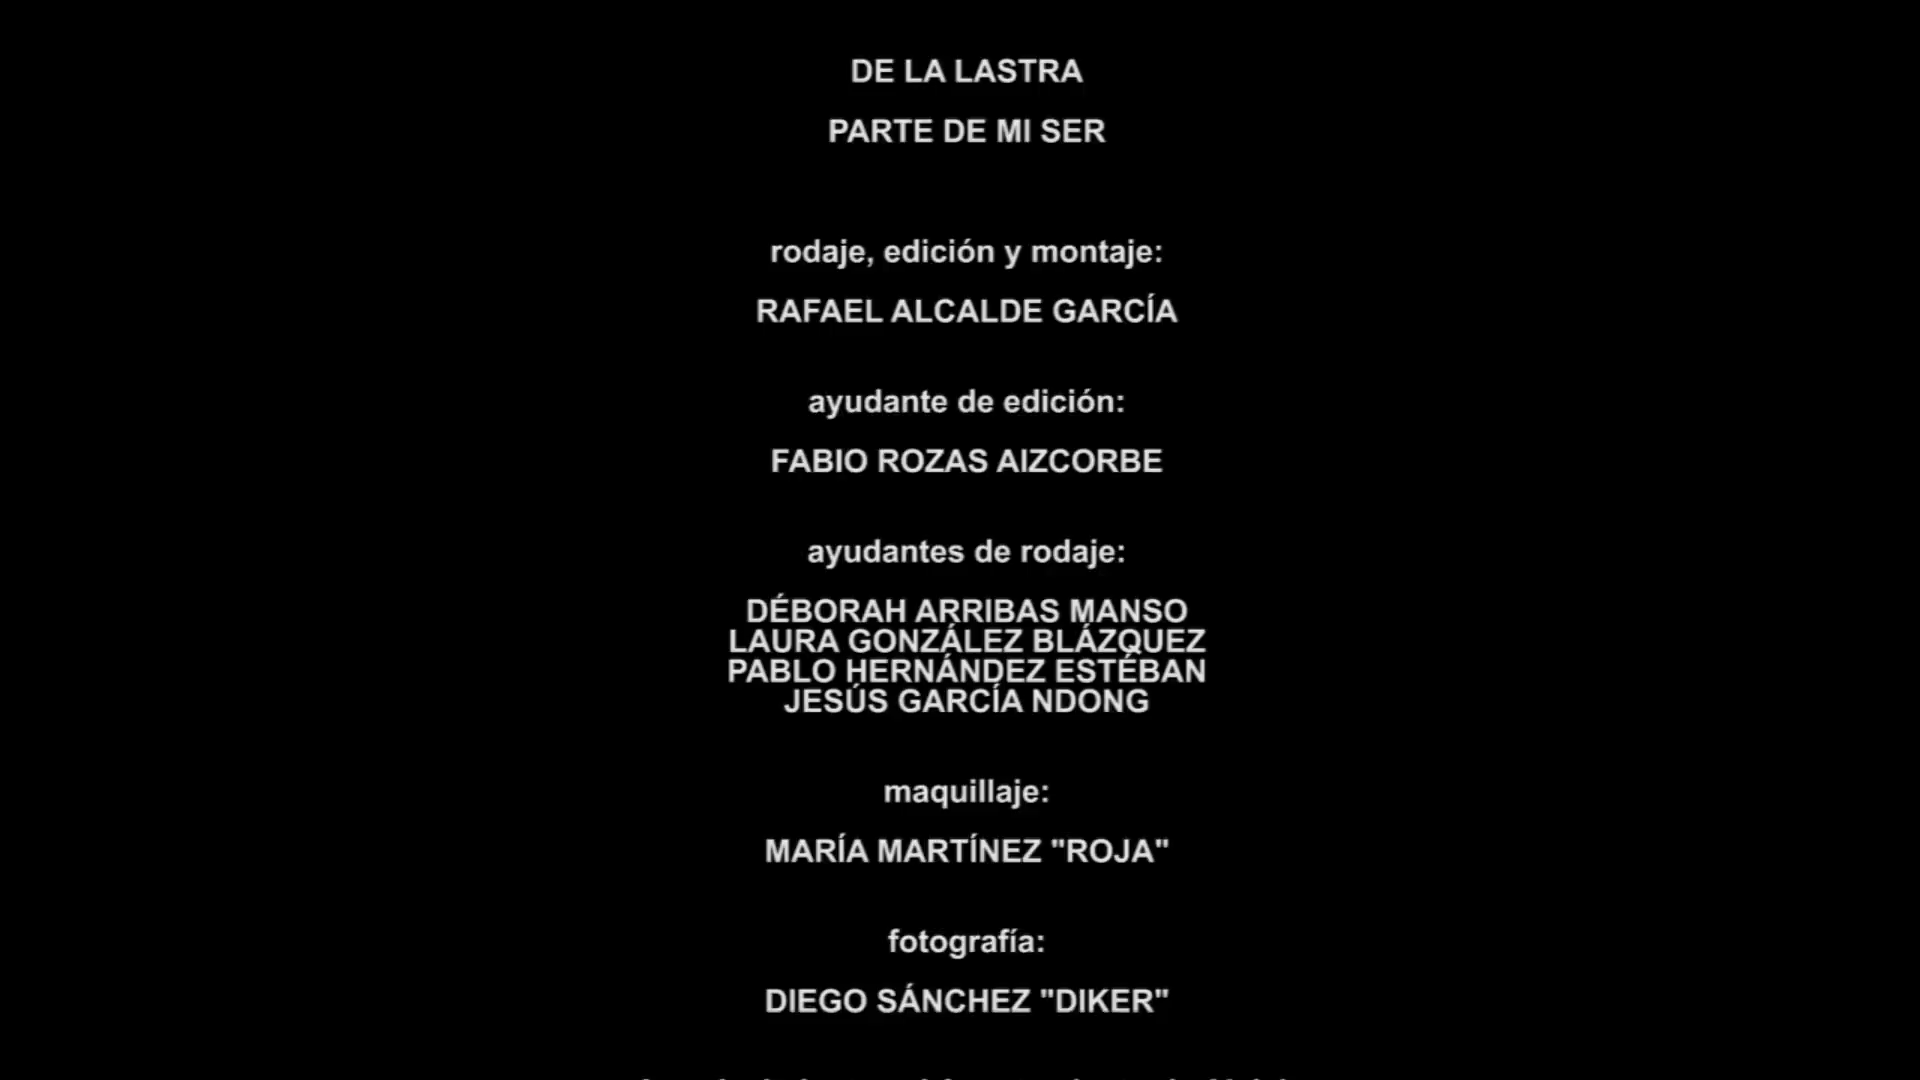 DE LA LASTRA
PARTE DE MI SER
rodaje, edición y montaje:
RAFAEL ALCALDE GARCÍA
ayudante de edición:
FABIO ROZAS AIZCORBE
ayudantes de rodaje:
DÉBORAH ARRIBAS MANSO
LAURA GONZÁLEZ BLÁZQUEZ
PABLO HERNÁNDEZ ESTÉBAN
JESÚS GARCÍA NDONG
maquillaje:
MARÍA MARTÍNEZ "ROJA"
fotografía:
DIEGO SÁNCHEZ "DIKER"